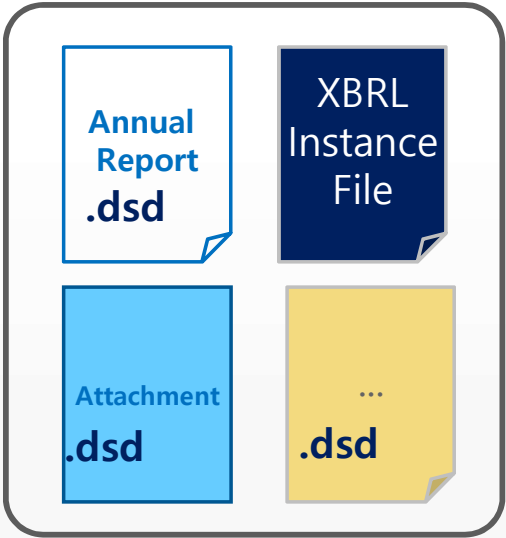 Annual
Report
.dsd
XBRL
Instance
File
Attachment
.dsd
...
.dsd